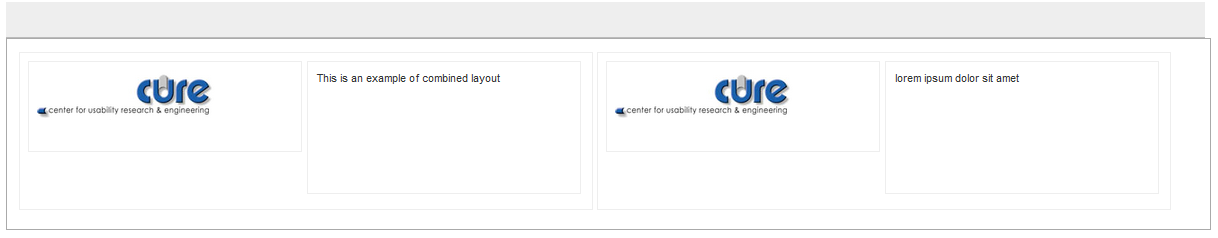 cure
center for usability research & engineering
This is an example of combined layout
cure
center for usability research & engineering
lorem ipsum dolor sit amet